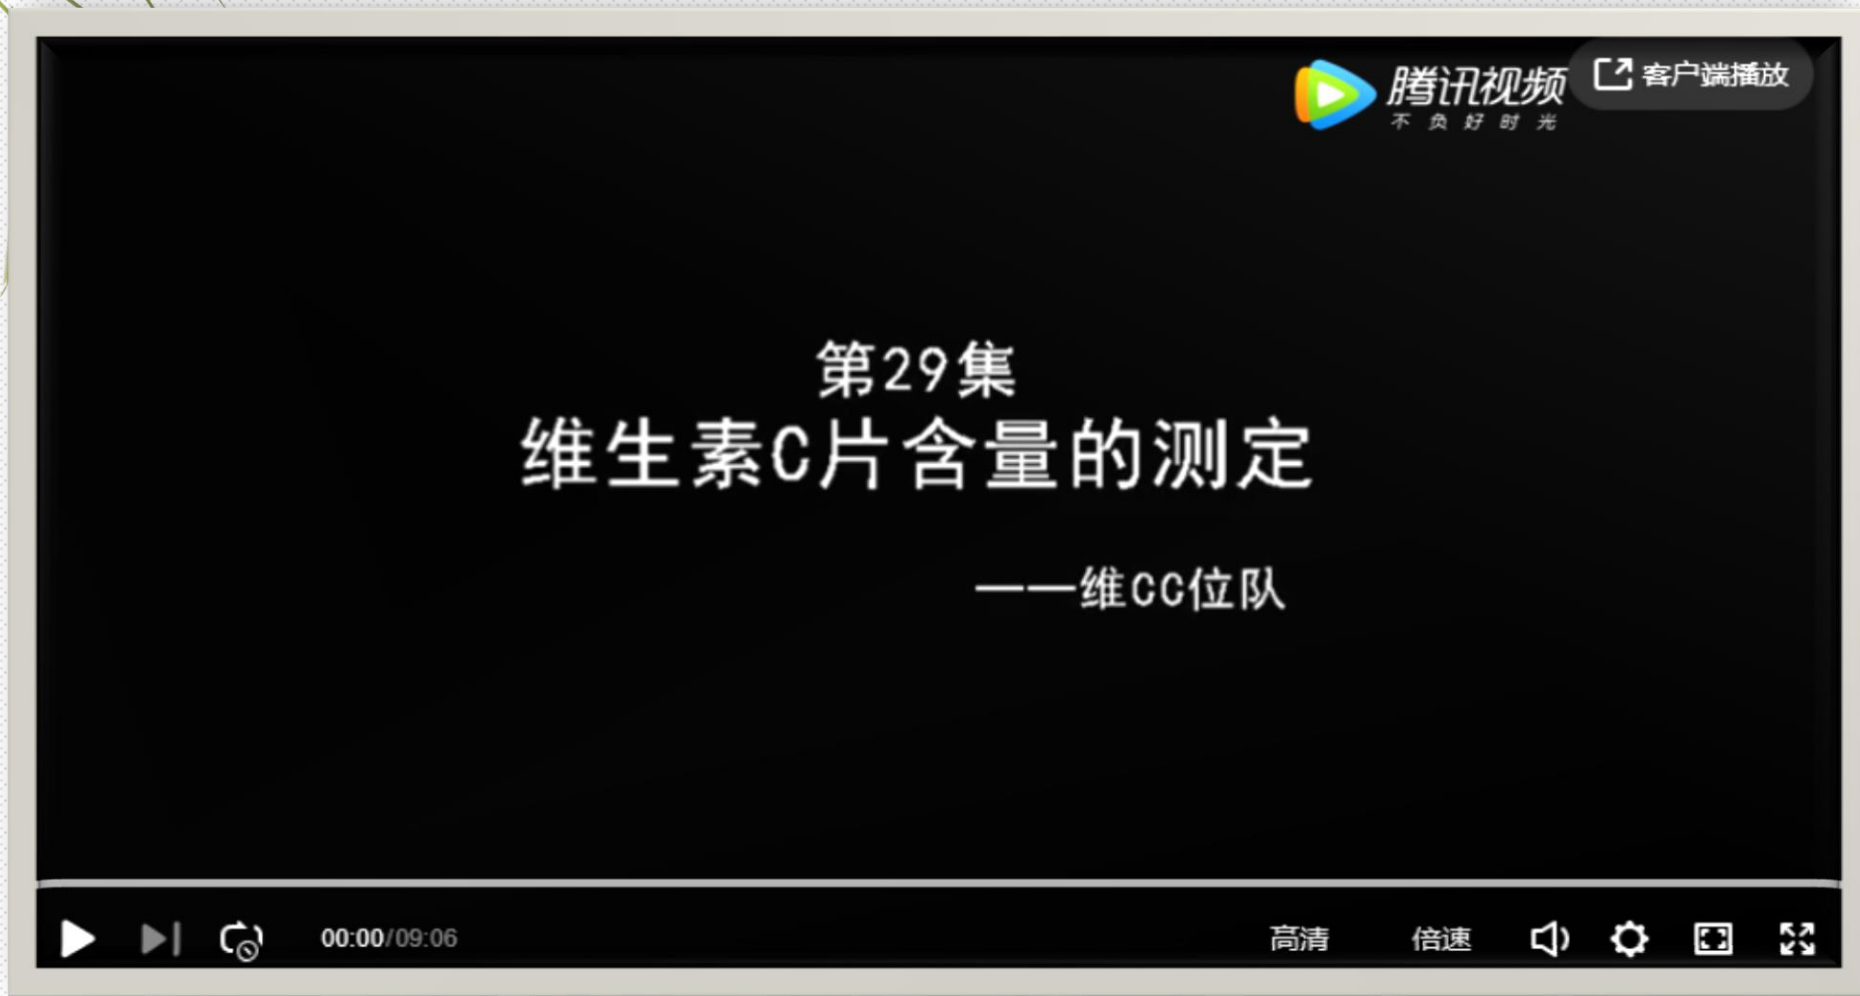 腾讯视频
不负好时光
客户端播放
第29集
维生素C片含量的测定
——维CC位队
00:00/09:06
高清
倍速